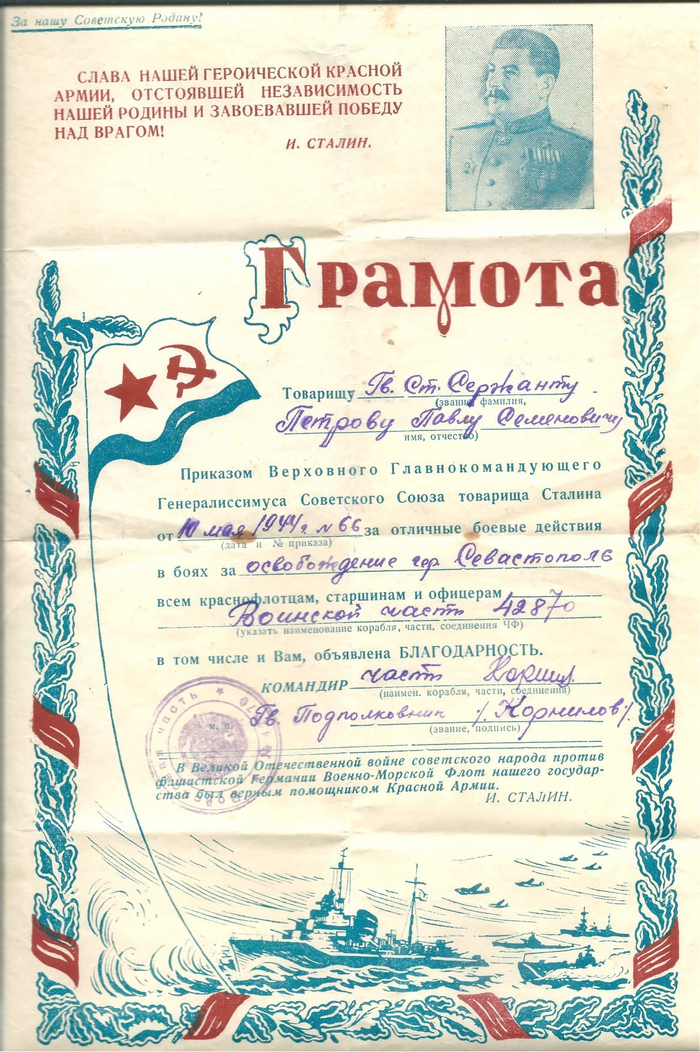 За нашу Советскую Родину!
СЛАВА НАШЕЙ ГЕРОИЧЕСКОЙ КРАСНОЙ
АРМИИ, ОТСТОЯВШЕЙ НЕЗАВИСИМОСТЬ
НАШЕЙ РОДИНЫ И ЗАВОЕВАВШЕЙ ПОБЕДУ
НАД ВРАГОМ!
И. СТАЛИН.
Грамота
Товарищу Гв. Ст. Сержанту
(звание, фамилия,
Петрову Павлу Семеновичу
имя, отчество)
Приказом Верховного Главнокомандующего
Генералиссимуса Советского Союза товарища Сталина
от 10 мая 1944 г. № 66 за отличные боевые действия
(дата и № приказа)
в боях за освобождение гор. Севастополь
всем краснофлотцам, старшинам и офицерам
Воинской часть 42870
(указать наименование корабля, части, соединения ЧФ)
в том числе и Вам, объявлена БЛАГОДАРНОСТЬ.
КОМАНДИР часть
(наимен. корабля, части, соединения)
Гв. Подполковник /. Корнилов /.
(звание, подпись)
м. п.
часть
В Великой Отечественной войне советского народа против
фашистской Германии Военно-Морской Флот нашего государ-
ства был верным помощником Красной Армии.
И. СТАЛИН.